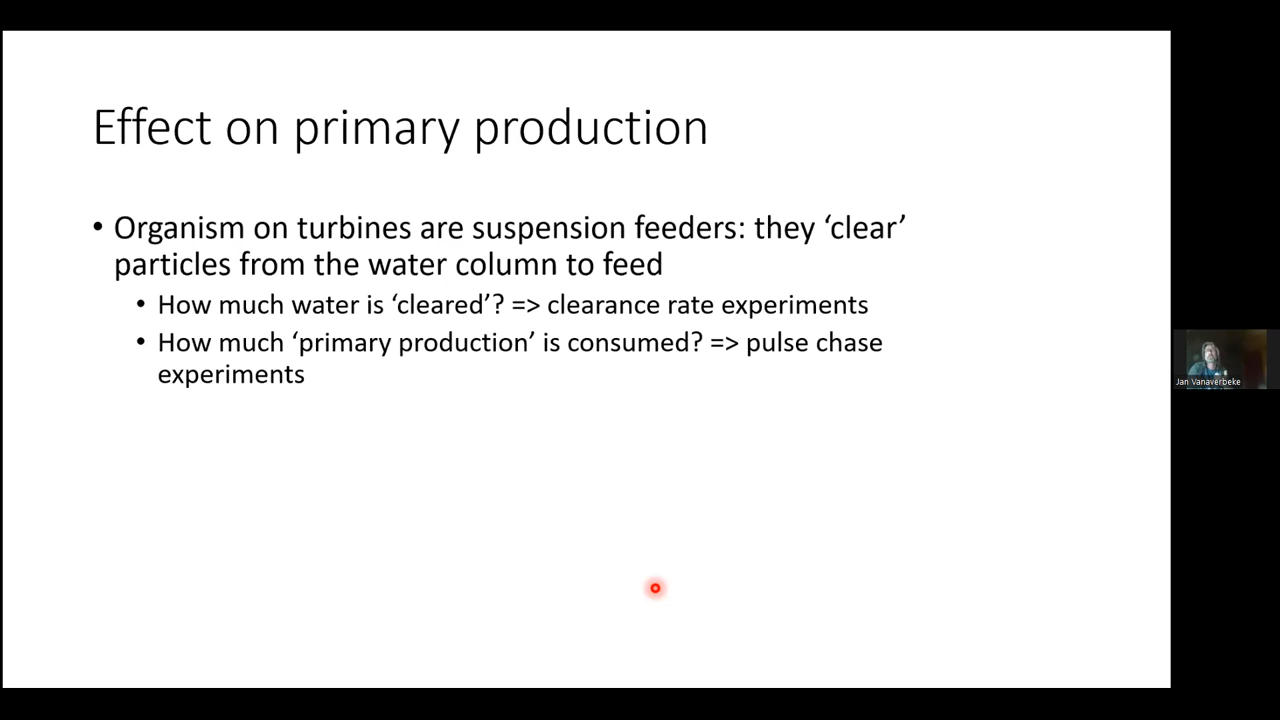 Effect on primary production
• Organism on turbines are suspension feeders: they ‘clear’
particles from the water column to feed
• How much water is ‘cleared’? => clearance rate experiments
• How much ‘primary production’ is consumed? => pulse chase
experiments
Jan Vanaverbeke